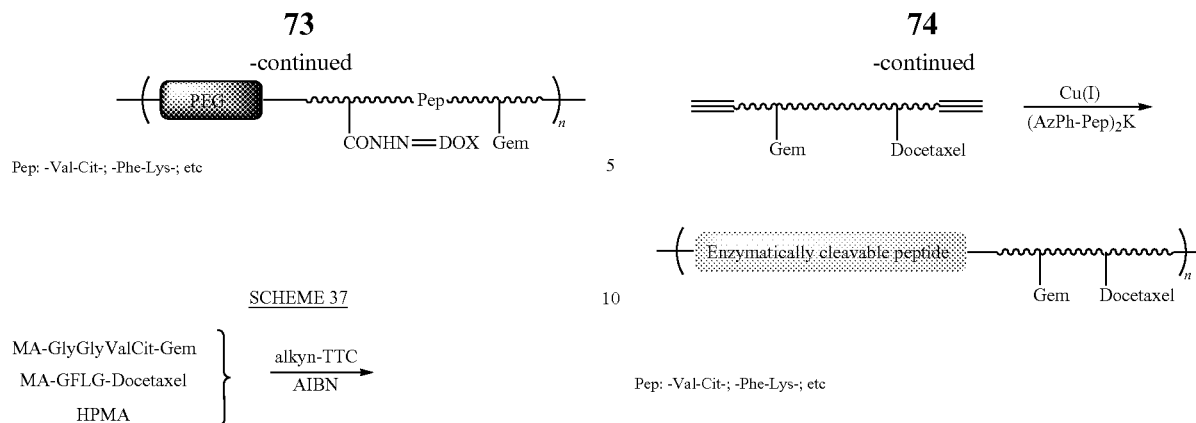 73
-continued
PEG
Pep
n
CONHN=DOX
Gem
Pep: -Val-Cit-; -Phe-Lys-; etc
5
SCHEME 37
10
MA-GlyGlyValCit-Gem
MA-GFLG-Docetaxel
HPMA
alkyn-TTC
AIBN
74
-continued
Gem
Docetaxel
Cu(I)
(AzPh-Pep)2K
Enzymatically cleavable peptide
n
Gem
Docetaxel
Pep: -Val-Cit-; -Phe-Lys-; etc